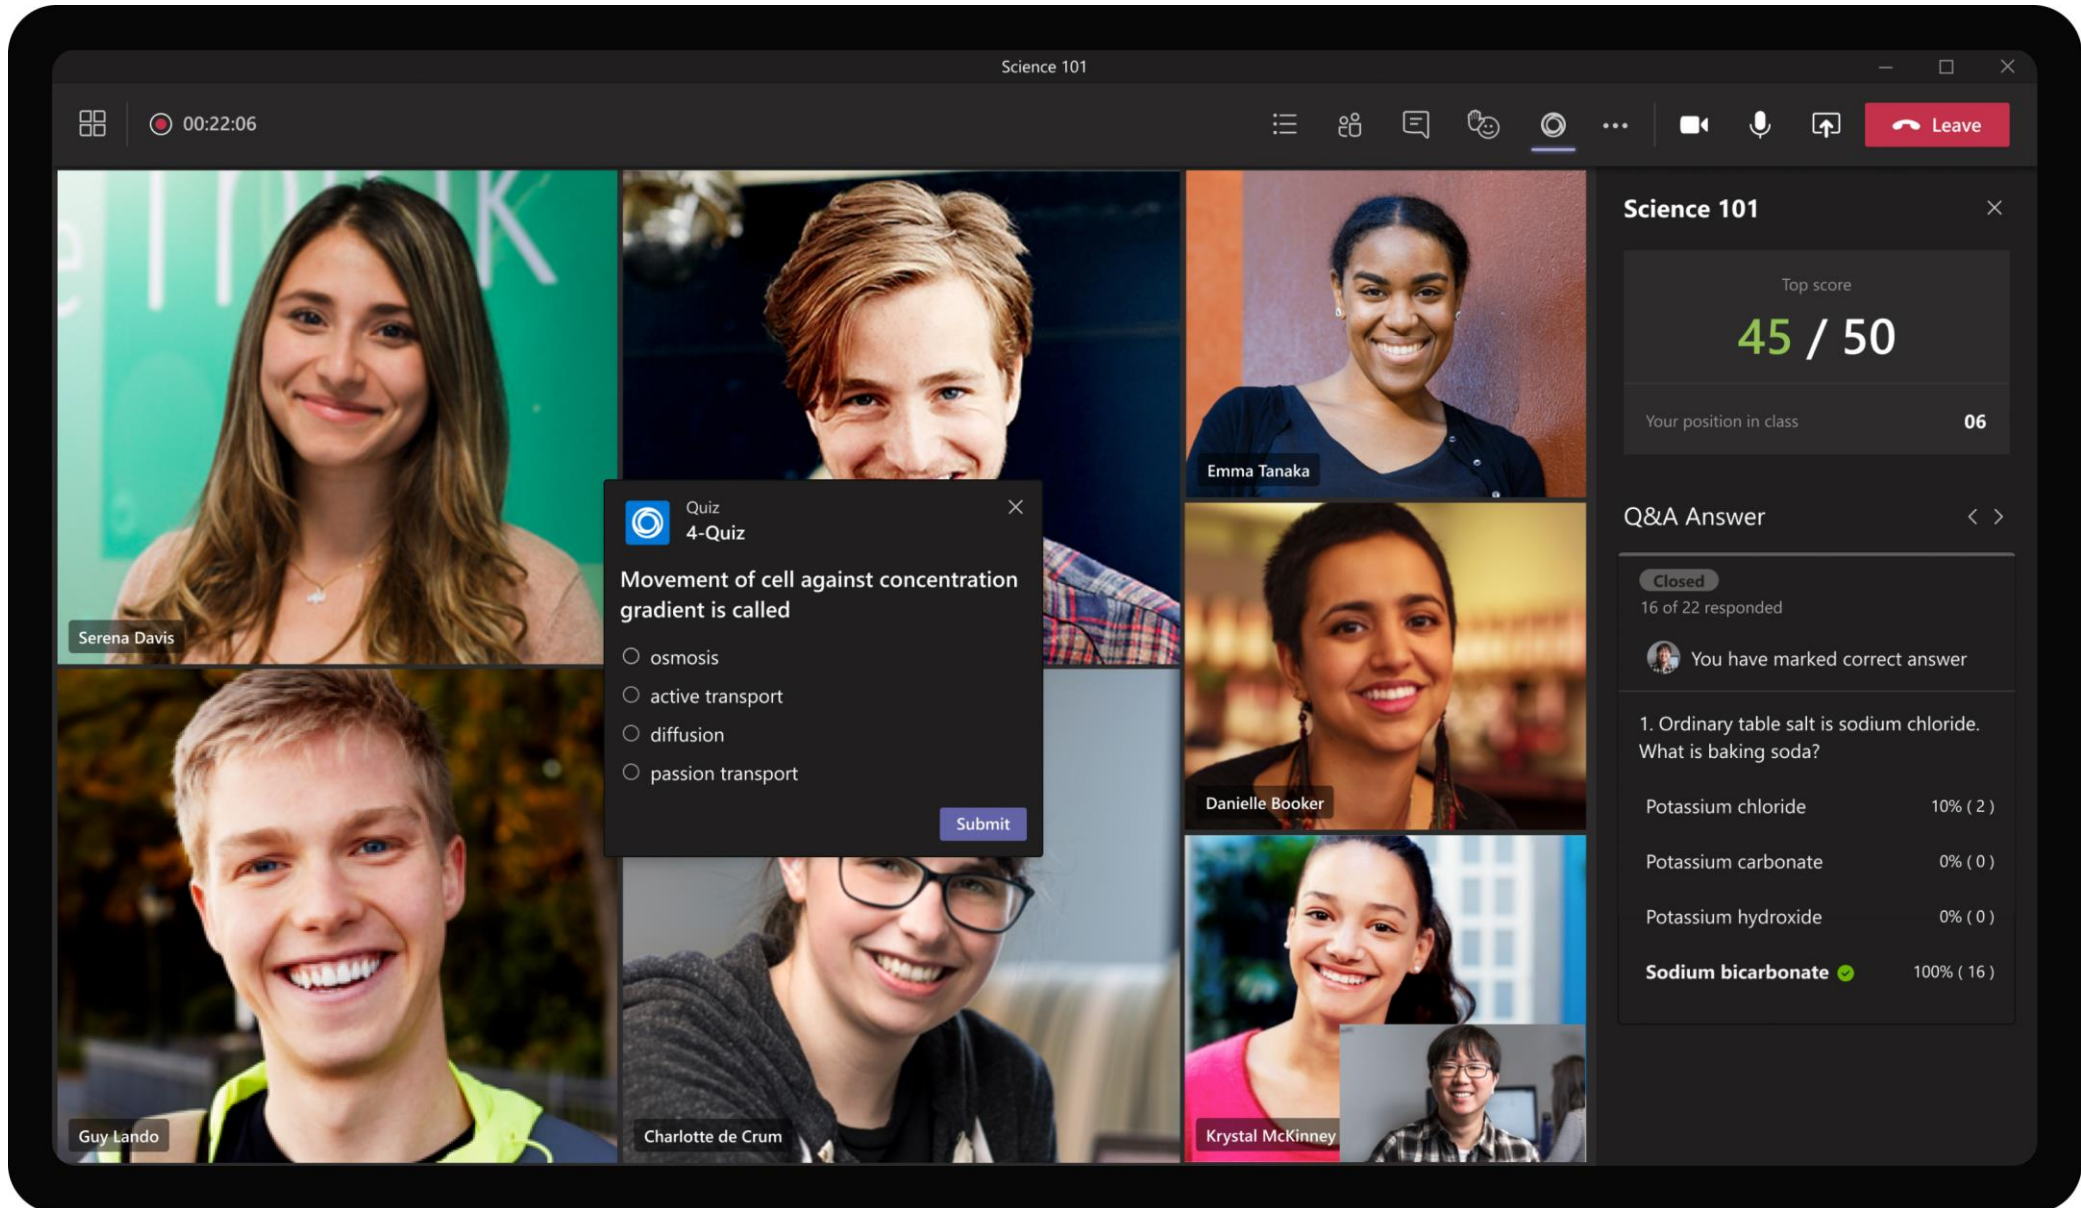 Science 101
00:22:06
Leave
Think
Serena Davis
Guy Lando
Charlotte de Crum
Emma Tanaka
Danielle Booker
Krystal McKinney
Quiz
4-Quiz
Movement of cell against concentration
gradient is called
osmosis
active transport
diffusion
passion transport
Submit
Science 101
Top score
45 / 50
Your position in class 06
Q&A Answer
Closed
16 of 22 responded
You have marked correct answer
1. Ordinary table salt is sodium chloride.
What is baking soda?
Potassium chloride 10% ( 2 )
Potassium carbonate 0% ( 0 )
Potassium hydroxide 0% ( 0 )
Sodium bicarbonate 100% ( 16 )